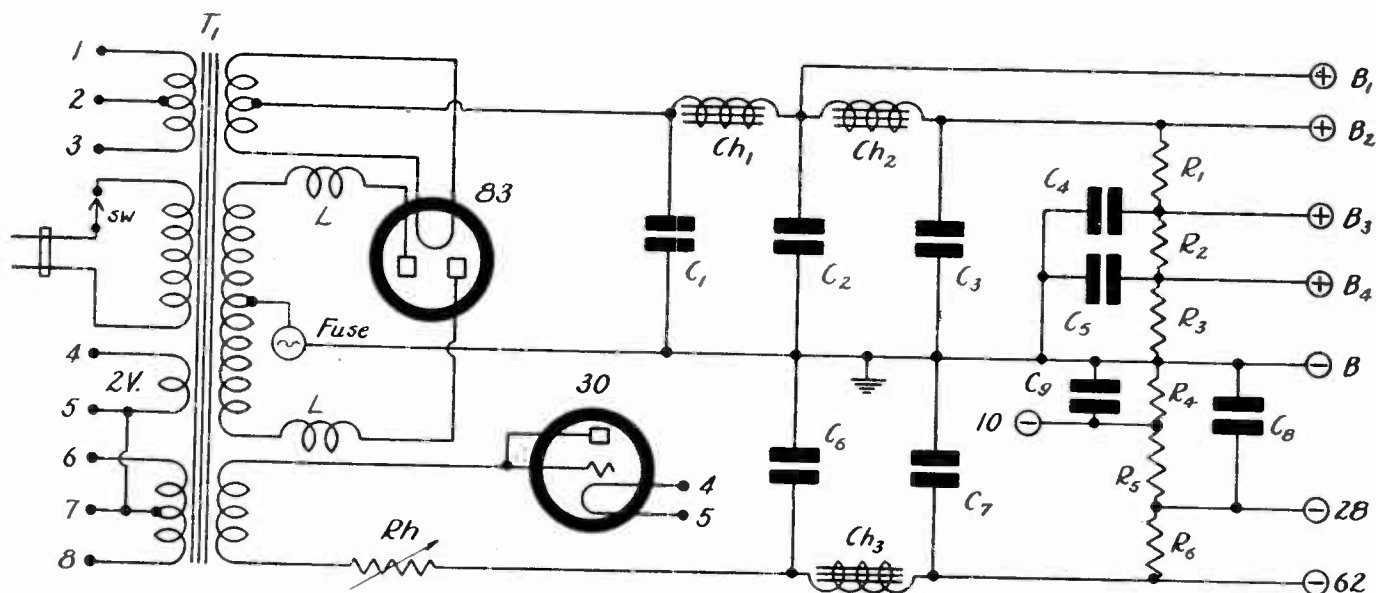 T1
1
2
3
SW
4
2V.
5
6
7
8
L
83
Fuse
L
30
4
5
Rh
Ch1
Ch2
Ch3
C1
C2
C3
C4
C5
C6
C7
C9
C8
R1
R2
R3
R4
R5
R6
+ B1
+ B2
+ B3
+ B4
− B
10 −
− 28
− 62